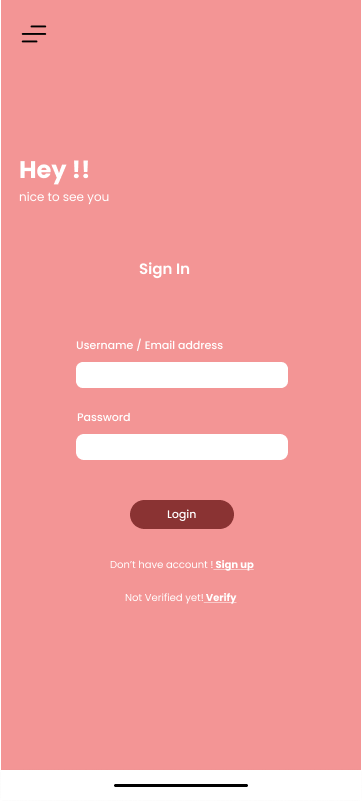 Hey !!
nice to see you
Sign In
Username / Email address
Password
Login
Don't have account ! Sign up
Not Verified yet! Verify